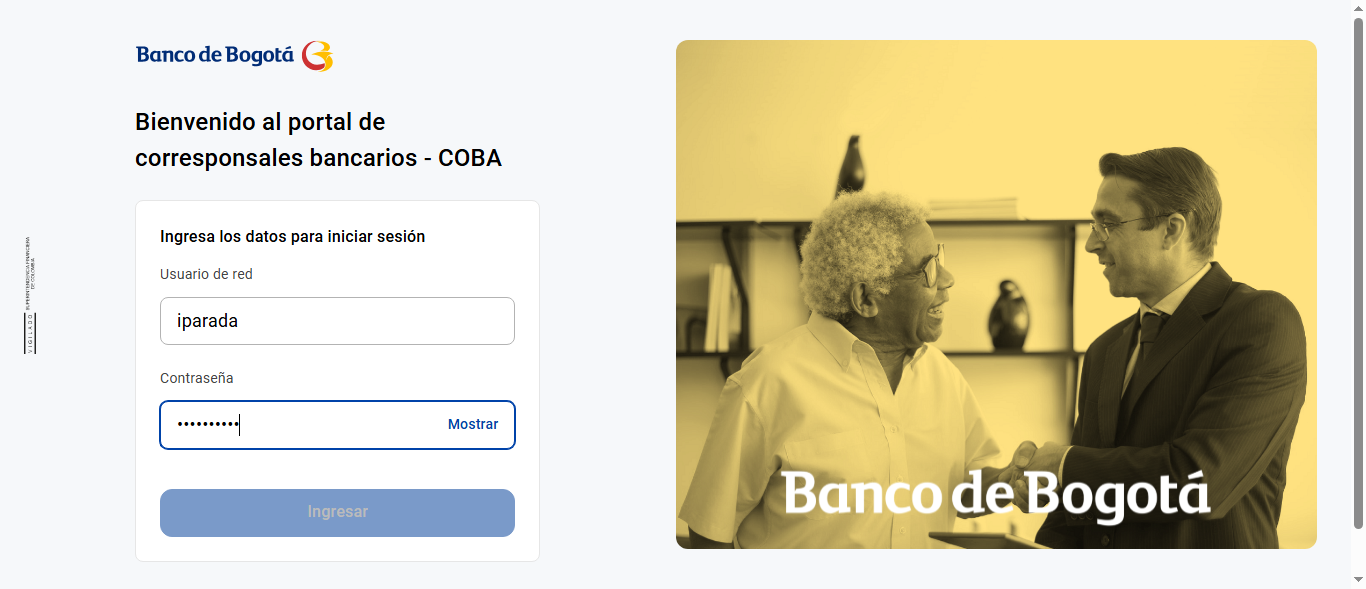 Banco de Bogotá
Bienvenido al portal de
corresponsales bancarios - COBA
Ingresa los datos para iniciar sesión
Usuario de red
iparada
Contraseña
••••••••••
Mostrar
Ingresar
VIGILADO
SUPERINTENDENCIA FINANCIERA
DE COLOMBIA
Banco de Bogotá